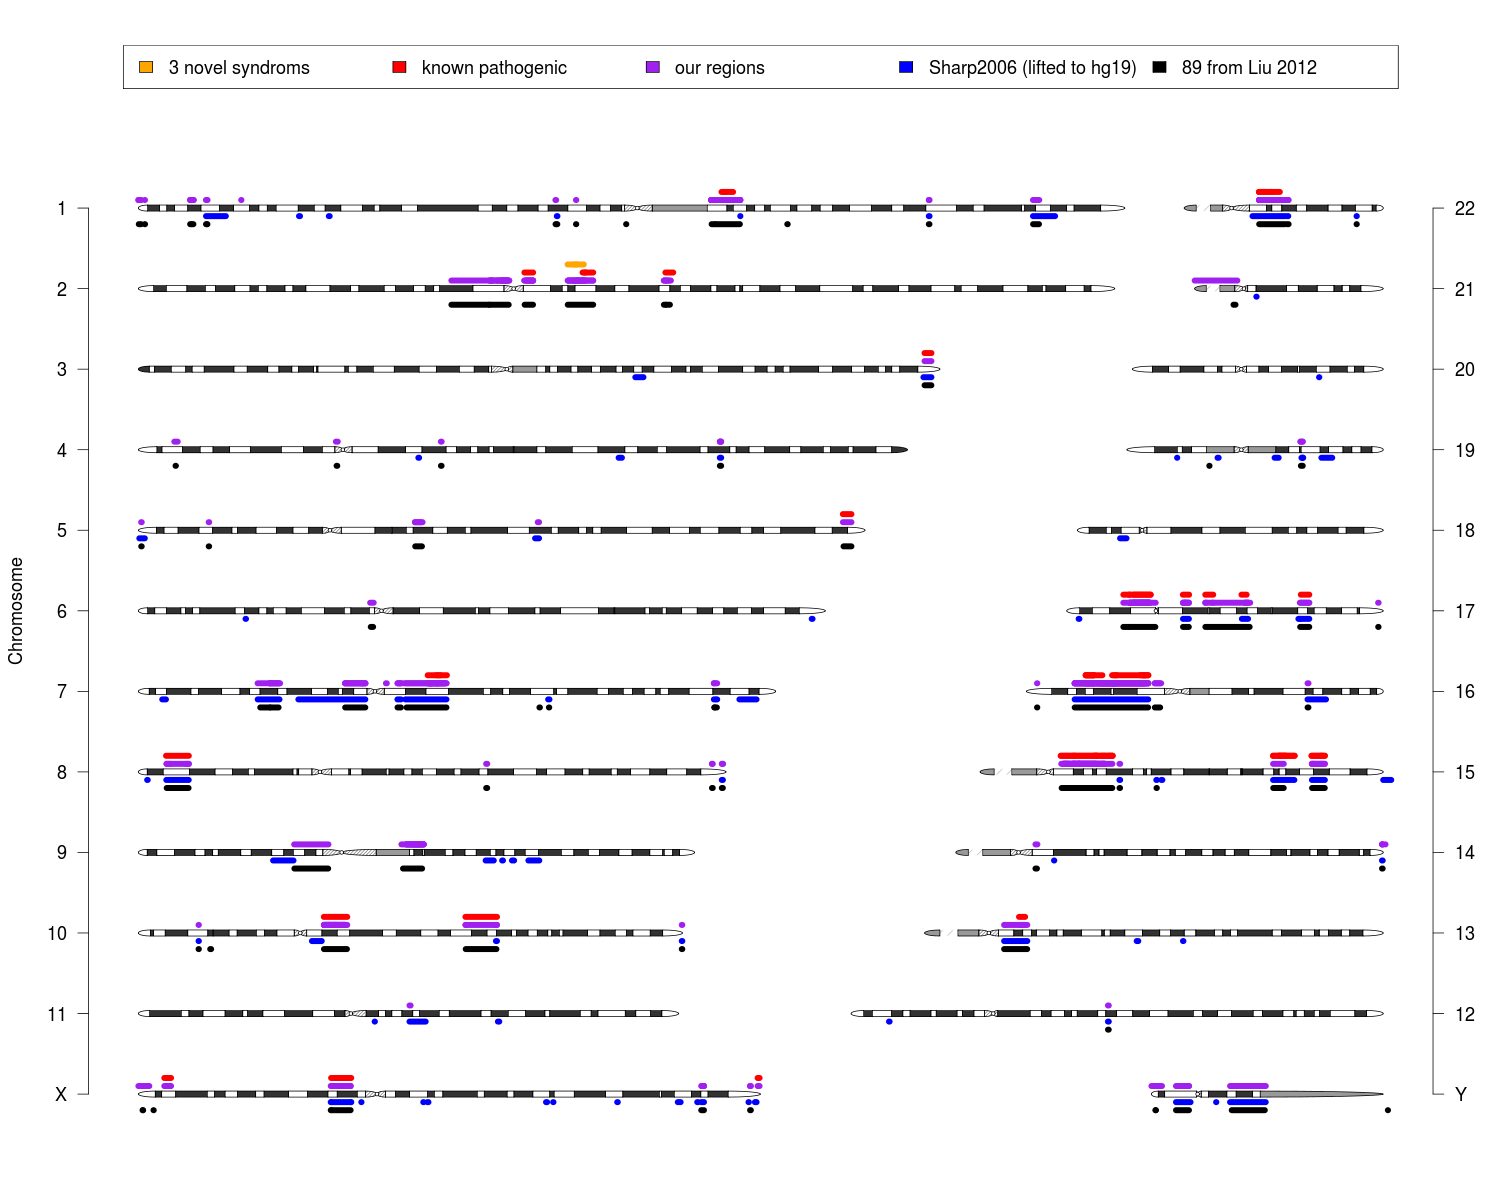 3 novel syndroms
known pathogenic
our regions
Sharp2006 (lifted to hg19)
89 from Liu 2012
Chromosome
1
2
3
4
5
6
7
8
9
10
11
X
22
21
20
19
18
17
16
15
14
13
12
Y